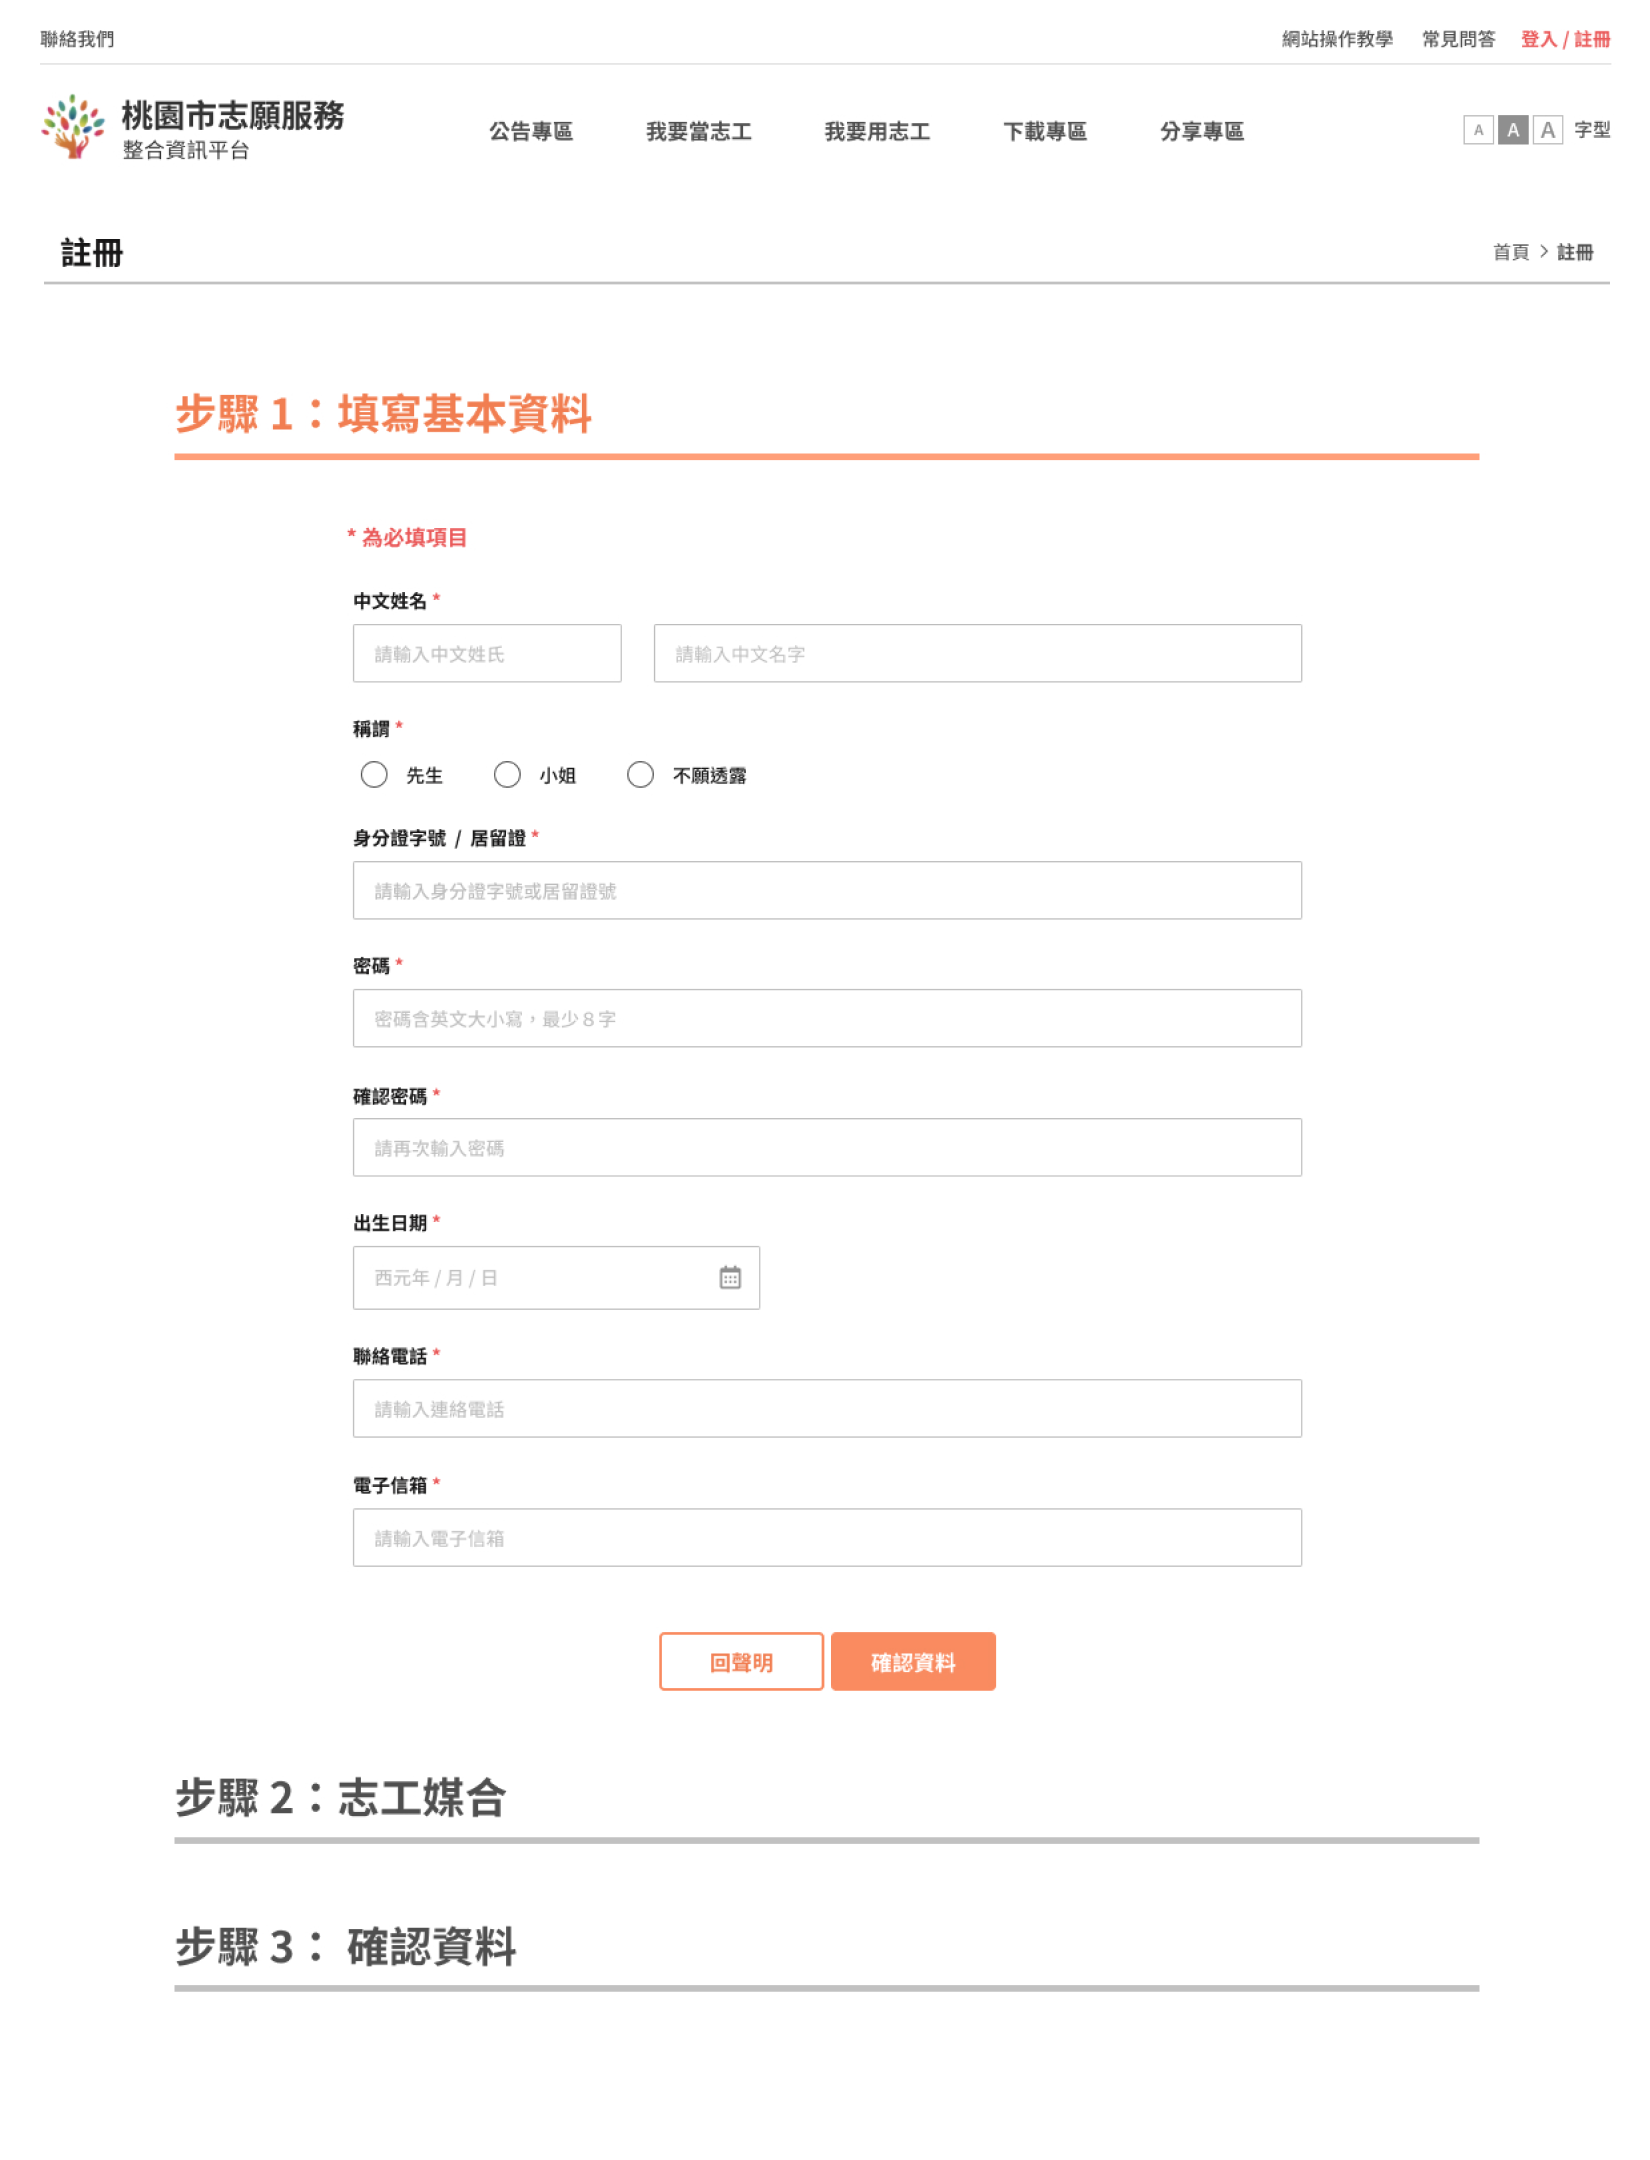 聯絡我們
網站操作教學 常見問答 登入 / 註冊
桃園市志願服務
整合資訊平台
公告專區 我要當志工 我要用志工 下載專區 分享專區
A A A 字型
註冊
首頁 > 註冊
步驟 1：填寫基本資料
* 為必填項目
中文姓名 *
請輸入中文姓氏 請輸入中文名字
稱謂 *
先生 小姐 不願透露
身分證字號 / 居留證 *
請輸入身分證字號或居留證號
密碼 *
密碼含英文大小寫，最少８字
確認密碼 *
請再次輸入密碼
出生日期 *
西元年 / 月 / 日
聯絡電話 *
請輸入連絡電話
電子信箱 *
請輸入電子信箱
回聲明 確認資料
步驟 2：志工媒合
步驟 3： 確認資料